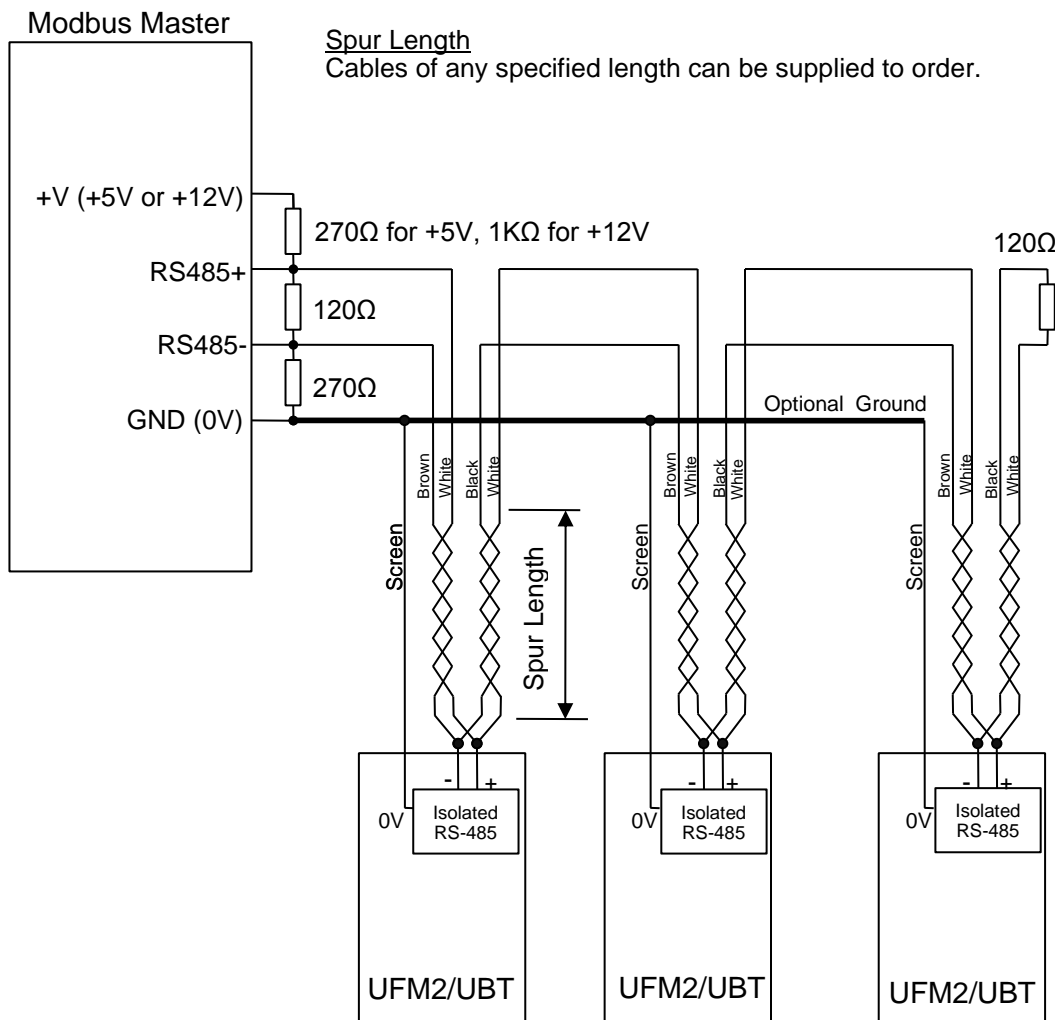 Modbus Master
Spur Length
Cables of any specified length can be supplied to order.
+V (+5V or +12V)
270Ω for +5V, 1KΩ for +12V
120Ω
RS485+
120Ω
RS485-
270Ω
Optional Ground
GND (0V)
Brown
White
Black
White
Brown
White
Black
White
Brown
White
Black
White
Screen
Spur Length
Screen
Screen
- +
- +
- +
0V
Isolated
RS-485
0V
Isolated
RS-485
0V
Isolated
RS-485
UFM2/UBT
UFM2/UBT
UFM2/UBT